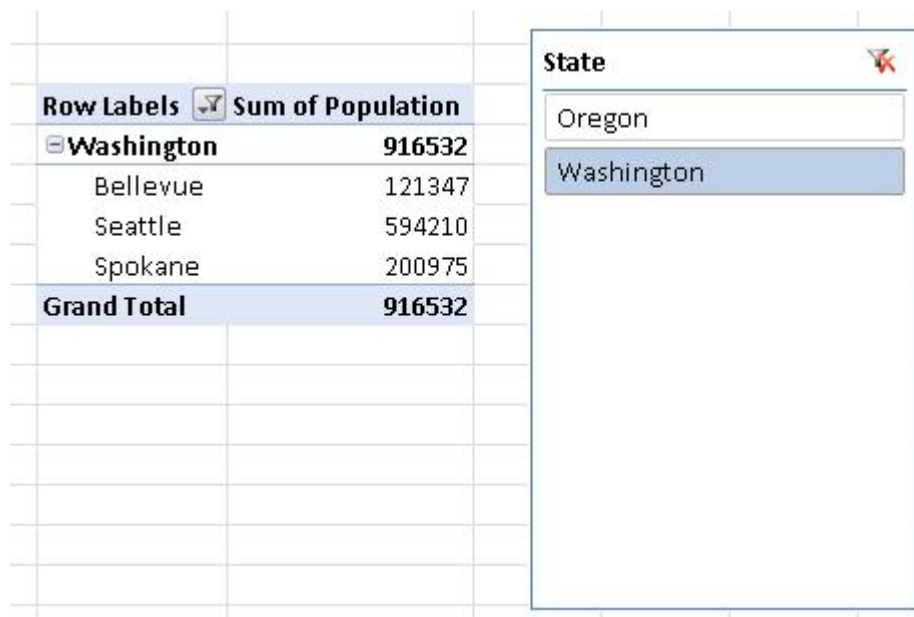 Row Labels Sum of Population
Washington 916532
Bellevue 121347
Seattle 594210
Spokane 200975
Grand Total 916532
State
Oregon
Washington